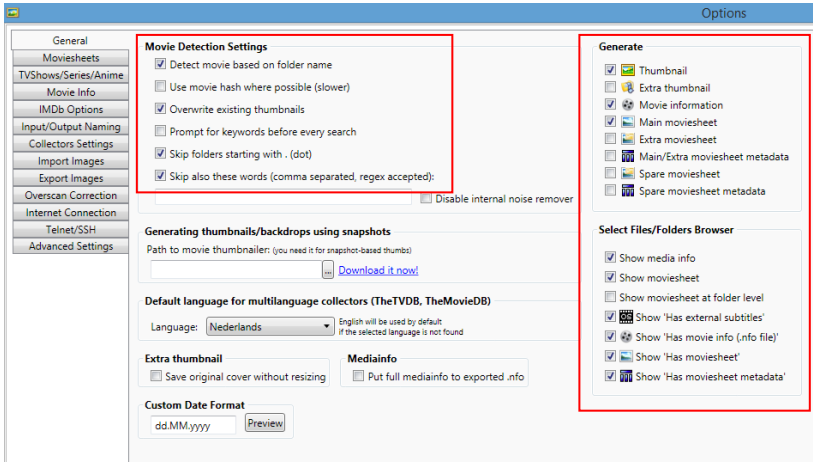 Options
General
Moviesheets
TVShows/Series/Anime
Movie Info
IMDb Options
Input/Output Naming
Collectors Settings
Import Images
Export Images
Overscan Correction
Internet Connection
Telnet/SSH
Advanced Settings
Movie Detection Settings
Detect movie based on folder name
Use movie hash where possible (slower)
Overwrite existing thumbnails
Prompt for keywords before every search
Skip folders starting with . (dot)
Skip also these words (comma separated, regex accepted):
Disable internal noise remover
Generating thumbnails/backdrops using snapshots
Path to movie thumbnailer: (you need it for snapshot-based thumbs)
... Download it now!
Default language for multilanguage collectors (TheTVDB, TheMovieDB)
Language: Nederlands
English will be used by default
if the selected language is not found
Extra thumbnail
Save original cover without resizing
Mediainfo
Put full mediainfo to exported .nfo
Custom Date Format
dd.MM.yyyy Preview
Generate
Thumbnail
Extra thumbnail
Movie information
Main moviesheet
Extra moviesheet
Main/Extra moviesheet metadata
Spare moviesheet
Spare moviesheet metadata
Select Files/Folders Browser
Show media info
Show moviesheet
Show moviesheet at folder level
Show 'Has external subtitles'
Show 'Has movie info (.nfo file)'
Show 'Has moviesheet'
Show 'Has moviesheet metadata'